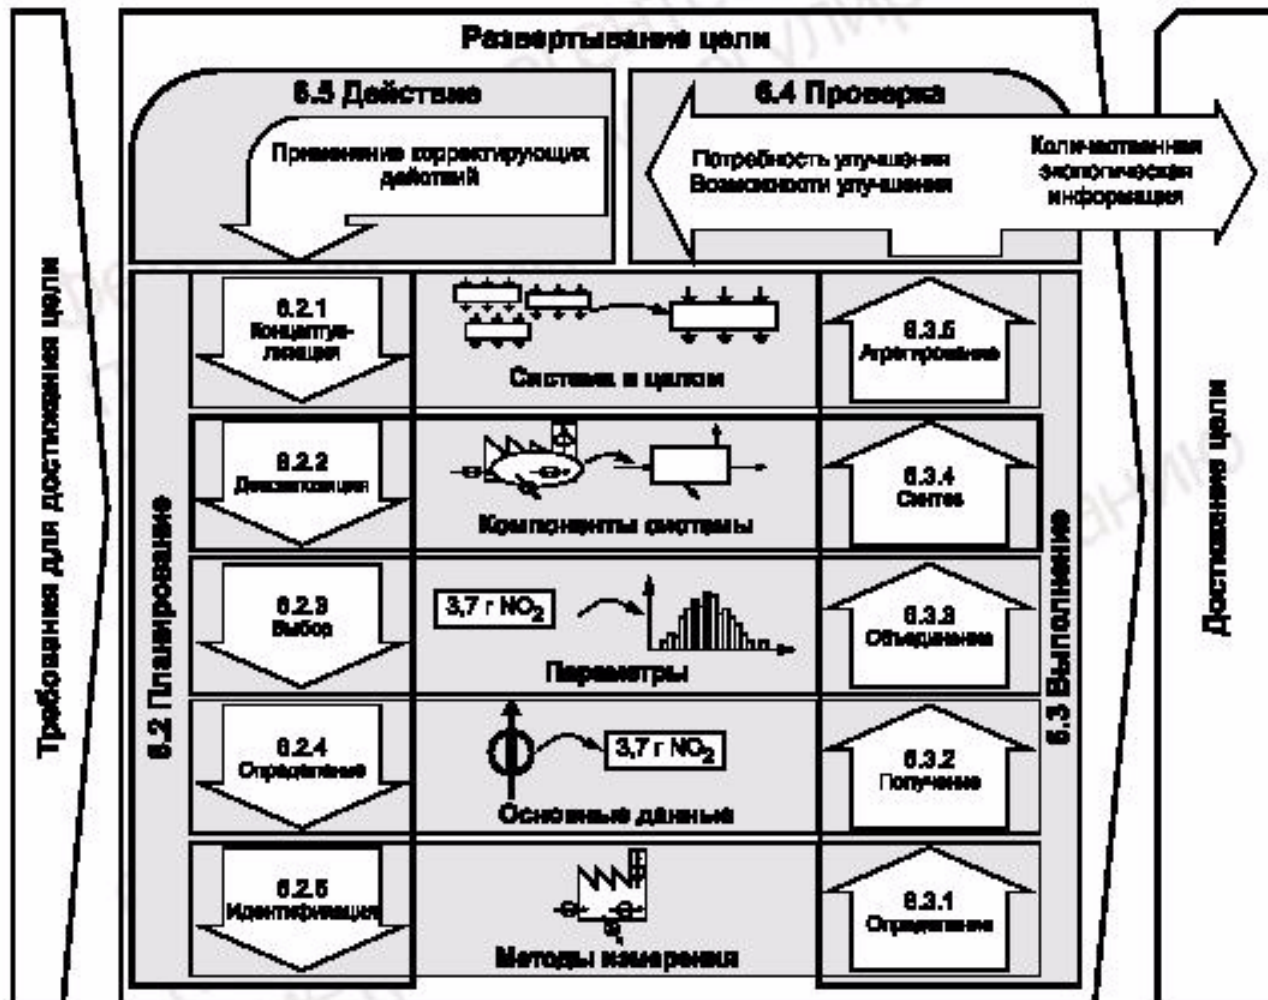 Развертывание цели
6.5 Действие
Применение корректирующих
действий
6.4 Проверка
Потребность улучшения
Возможности улучшения
Количественная
экологическая
информация
Требования для достижения цели
6.2 Планирование
6.2.1
Концептуа-
лизация
Система в целом
6.3.5
Агрегирование
6.2.2
Декомпозиция
Компоненты системы
6.3.4
Синтез
6.2.3
Выбор
3,7 г NO2
Параметры
6.3.3
Объединение
6.2.4
Определение
3,7 г NO2
Основные данные
6.3.2
Получение
6.2.5
Идентификация
Методы измерения
6.3.1
Определение
6.3 Выполнение
Достижение цели